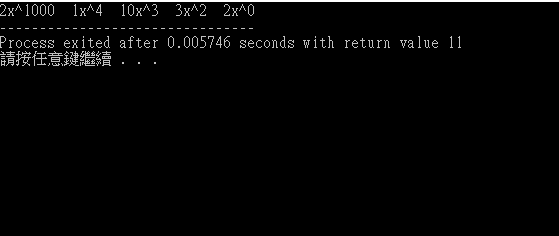 2x^1000  1x^4  10x^3  3x^2  2x^0
--------------------------------
Process exited after 0.005746 seconds with return value 11
請按任意鍵繼續 . . .